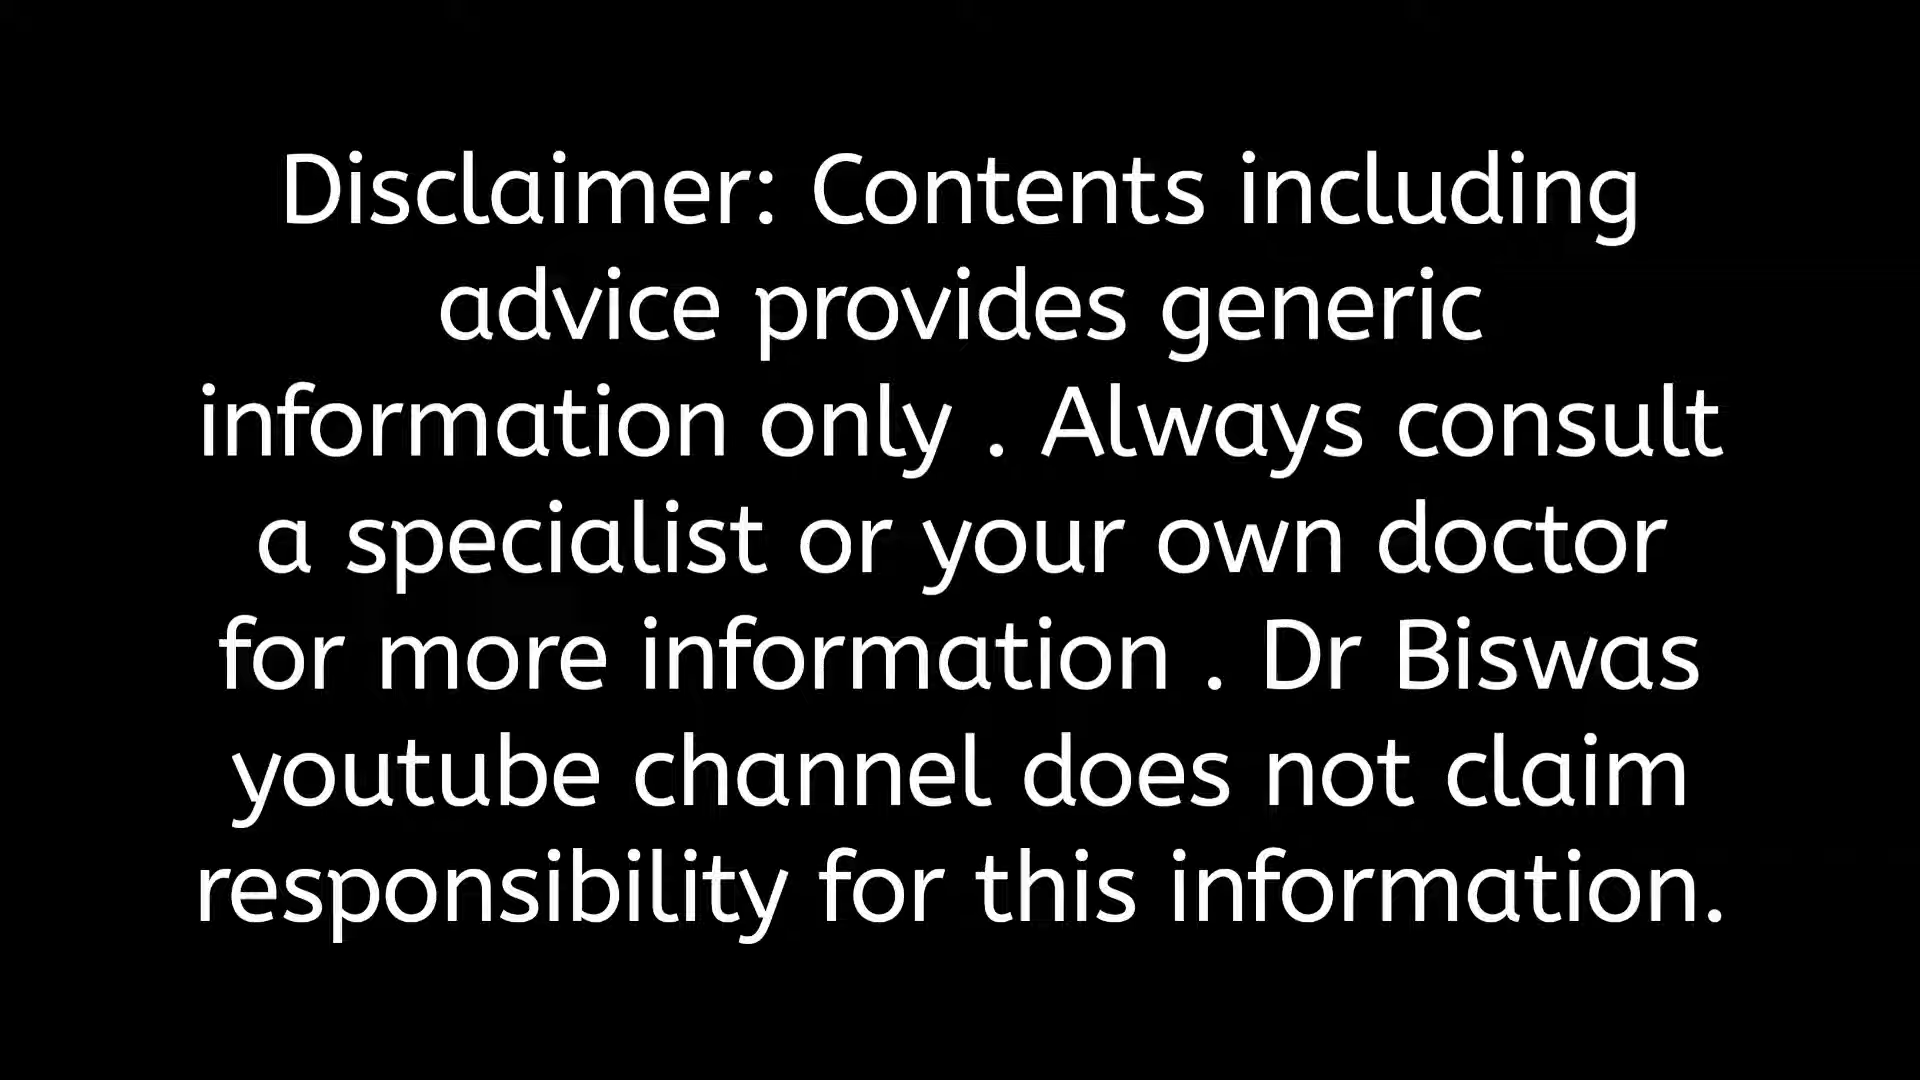 Disclaimer: Contents including
advice provides generic
information only . Always consult
a specialist or your own doctor
for more information . Dr Biswas
youtube channel does not claim
responsibility for this information.